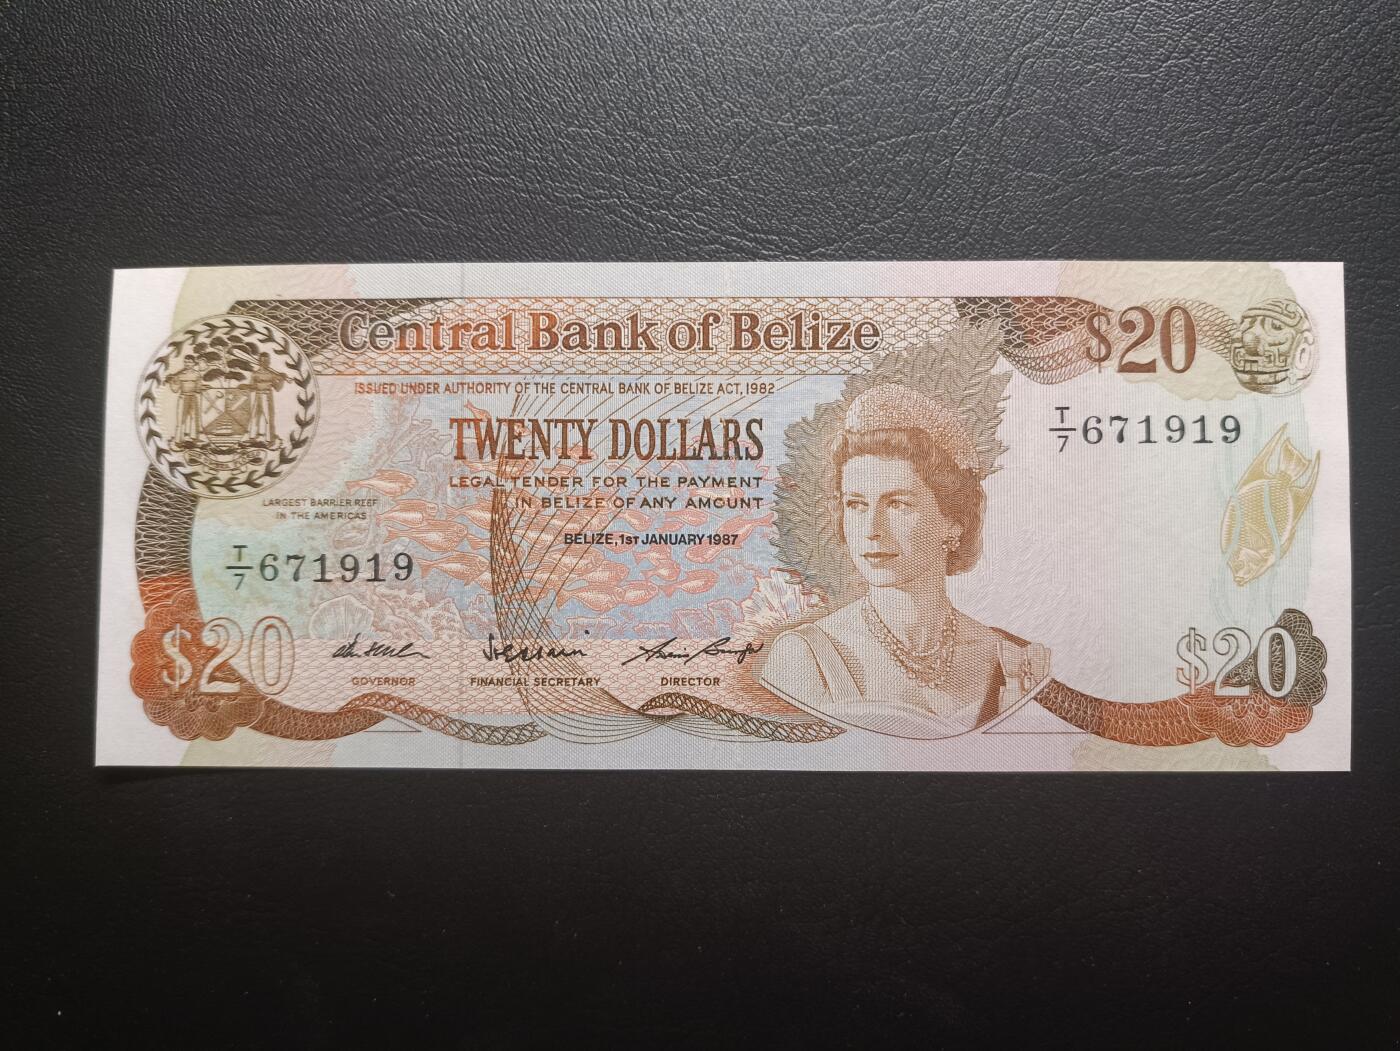 Central Bank of Belize
$20
ISSUED UNDER AUTHORITY OF THE CENTRAL BANK OF BELIZE ACT, 1982
TWENTY DOLLARS
T/7 671919
LEGAL TENDER FOR THE PAYMENT
IN BELIZE OF ANY AMOUNT
LARGEST BARRIER REEF
IN THE AMERICAS
BELIZE, 1ST JANUARY 1987
T/7 671919
$20
$20
GOVERNOR
FINANCIAL SECRETARY
DIRECTOR